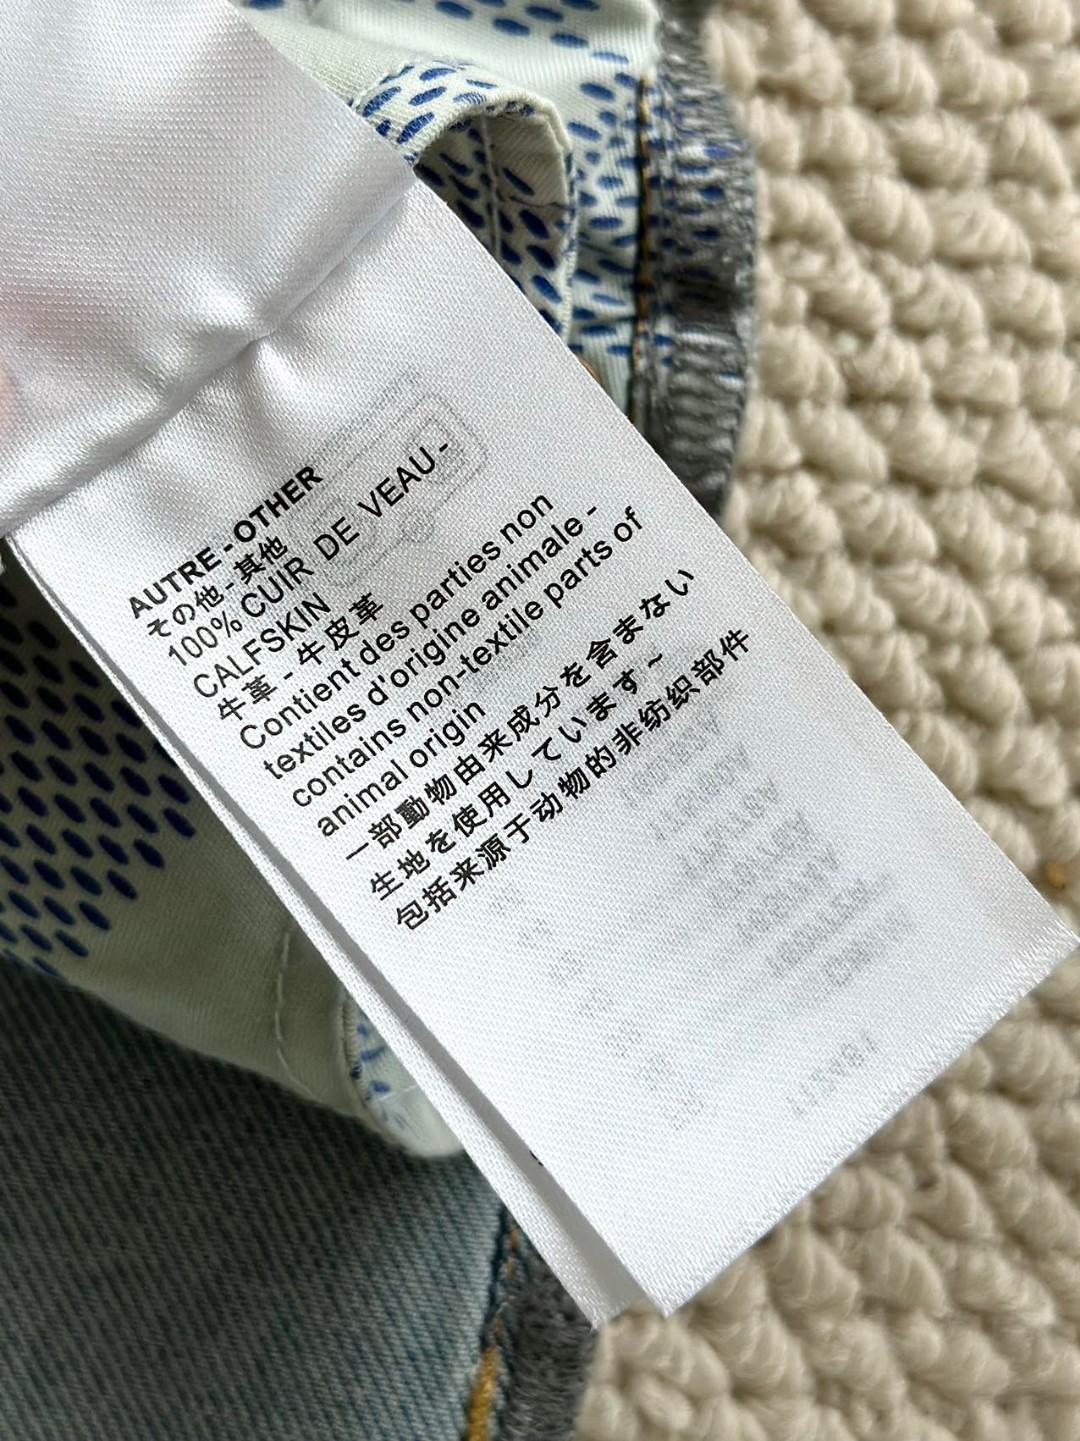 AUTRE - OTHER
その他 - 其他
100% CUIR DE VEAU -
CALFSKIN
牛革 - 牛皮革
Contient des parties non
textiles d'origine animale -
contains non-textile parts of
animal origin
一部動物由来成分を含まない
生地を使用しています~
包括来源于动物的非纺织部件